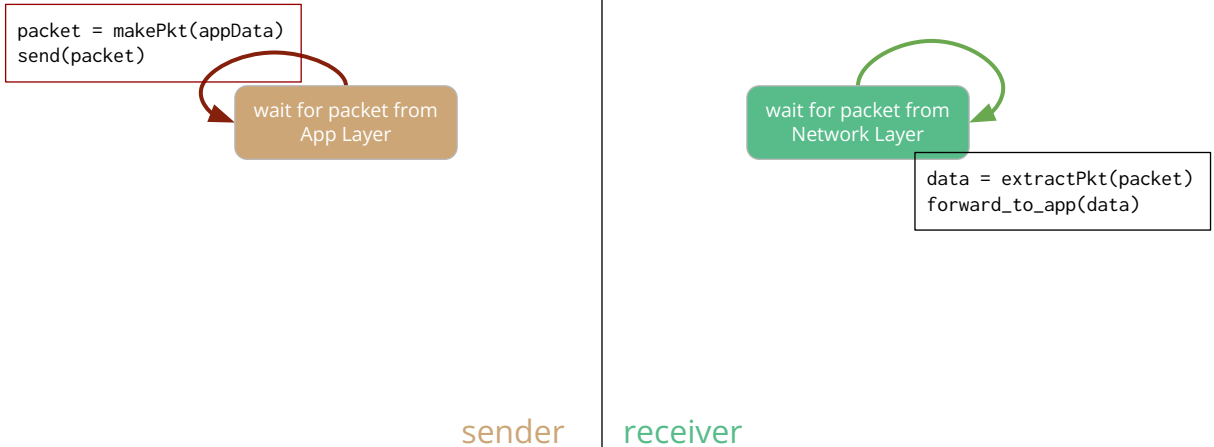 packet = makePkt(appData)
send(packet)
wait for packet from
App Layer
wait for packet from
Network Layer
data = extractPkt(packet)
forward_to_app(data)
sender
receiver